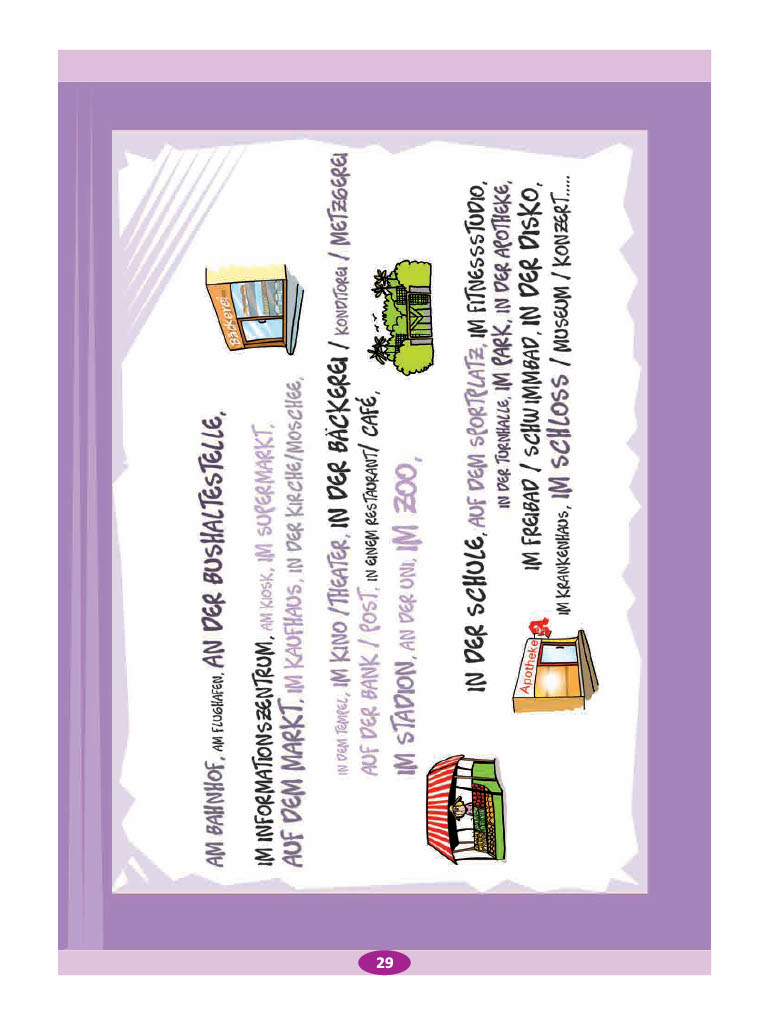 AM BAHNHOF, AM FLUGHAFEN, AN DER BUSHALTESTELLE,
Bäckerei
IM INFORMATIONSZENTRUM, AM KIOSK, IM SUPERMARKT,
AUF DEM MARKT, IM KAUFHAUS, IN DER KIRCHE/MOSCHEE,
IN DEM TEMPEL, IM KINO /THEATER, IN DER BÄCKEREI / KONDITOREI / METZGEREI
AUF DER BANK / POST, IN EINEM RESTAURANT/ CAFÉ,
IM STADION, AN DER UNI, IM ZOO,
IN DER SCHULE, AUF DEM SPORTPLATZ, IM FITNESSSTUDIO,
IN DER TURNHALLE, IM PARK, IN DER APOTHEKE,
Apotheke
IM FREIBAD / SCHWIMMBAD, IN DER DISKO,
IM KRANKENHAUS, IM SCHLOSS / MUSEUM / KONZERT......
29